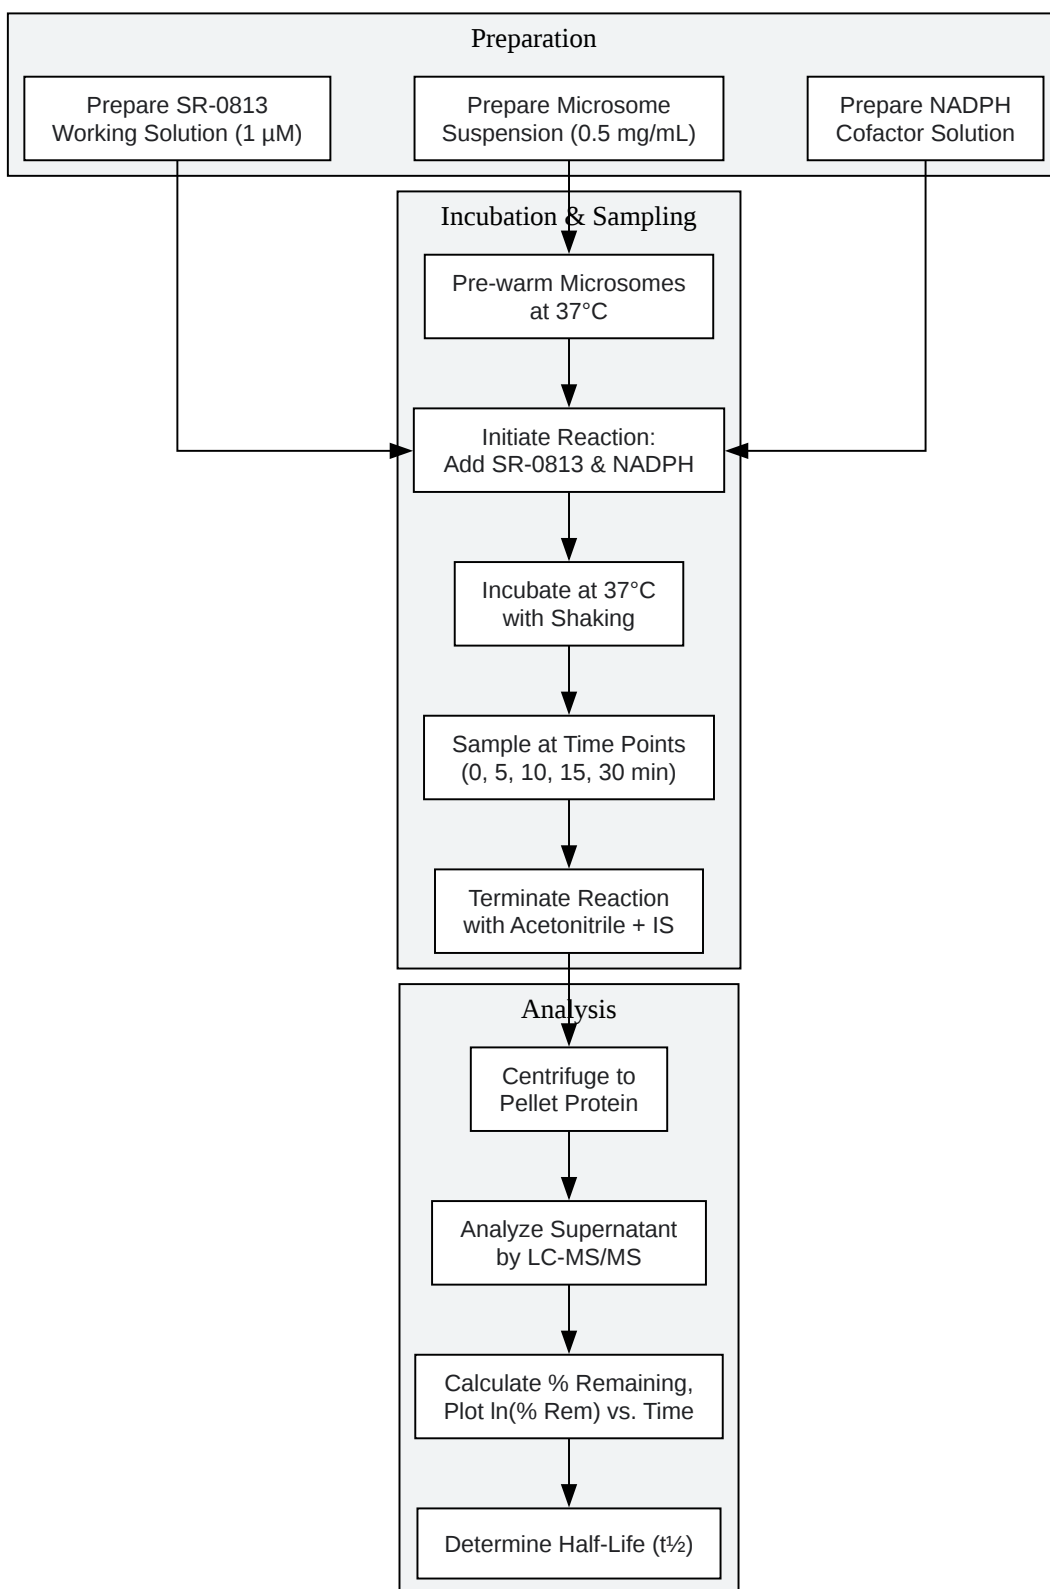 Preparation
Prepare SR-0813
Working Solution (1 µM)
Prepare Microsome
Suspension (0.5 mg/mL)
Prepare NADPH
Cofactor Solution
Incubation & Sampling
Pre-warm Microsomes
at 37°C
Initiate Reaction:
Add SR-0813 & NADPH
Incubate at 37°C
with Shaking
Sample at Time Points
(0, 5, 10, 15, 30 min)
Terminate Reaction
with Acetonitrile + IS
Analysis
Centrifuge to
Pellet Protein
Analyze Supernatant
by LC-MS/MS
Calculate % Remaining,
Plot ln(% Rem) vs. Time
Determine Half-Life (t½)